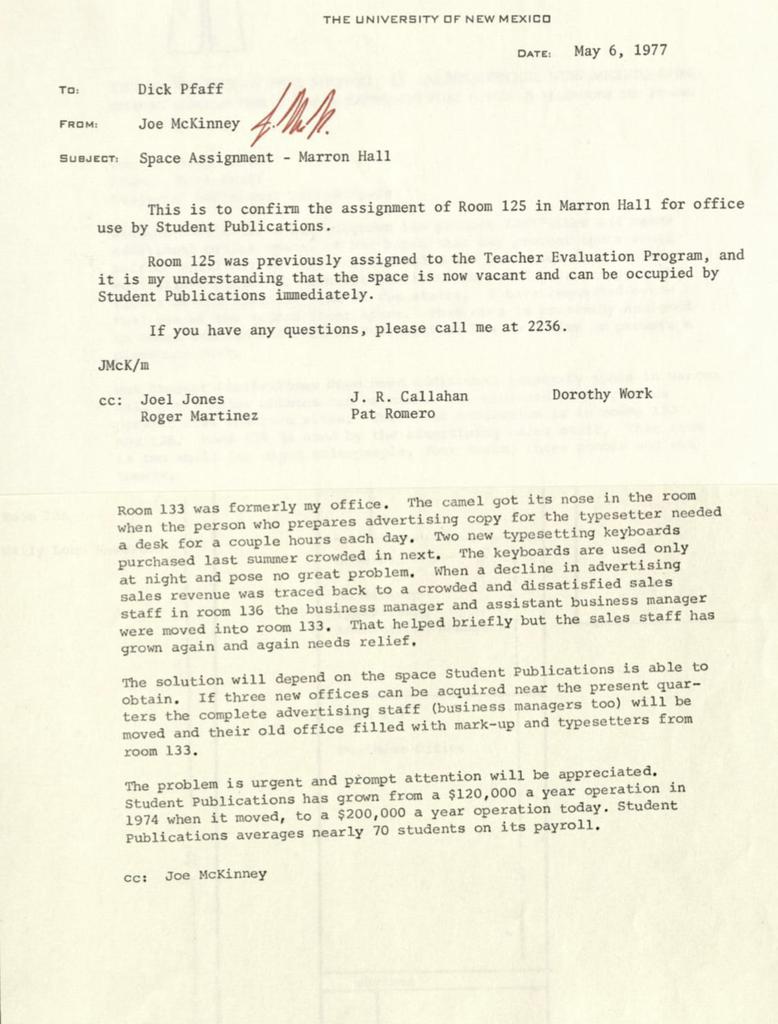 THE UNIVERSITY OF NEW MEXICO
DATE: May 6, 1977
TO: Dick Pfaff
FROM: Joe McKinney J. McK.
SUBJECT: Space Assignment - Marron Hall
This is to confirm the assignment of Room 125 in Marron Hall for office
use by Student Publications.
Room 125 was previously assigned to the Teacher Evaluation Program, and
it is my understanding that the space is now vacant and can be occupied by
Student Publications immediately.
If you have any questions, please call me at 2236.
JMcK/m
cc: Joel Jones J. R. Callahan Dorothy Work
Roger Martinez Pat Romero
Room 133 was formerly my office. The camel got its nose in the room
when the person who prepares advertising copy for the typesetter needed
a desk for a couple hours each day. Two new typesetting keyboards
purchased last summer crowded in next. The keyboards are used only
at night and pose no great problem. When a decline in advertising
sales revenue was traced back to a crowded and dissatisfied sales
staff in room 136 the business manager and assistant business manager
were moved into room 133. That helped briefly but the sales staff has
grown again and again needs relief.
The solution will depend on the space Student Publications is able to
obtain. If three new offices can be acquired near the present quar-
ters the complete advertising staff (business managers too) will be
moved and their old office filled with mark-up and typesetters from
room 133.
The problem is urgent and prompt attention will be appreciated.
Student Publications has grown from a $120,000 a year operation in
1974 when it moved, to a $200,000 a year operation today. Student
Publications averages nearly 70 students on its payroll.
cc: Joe McKinney